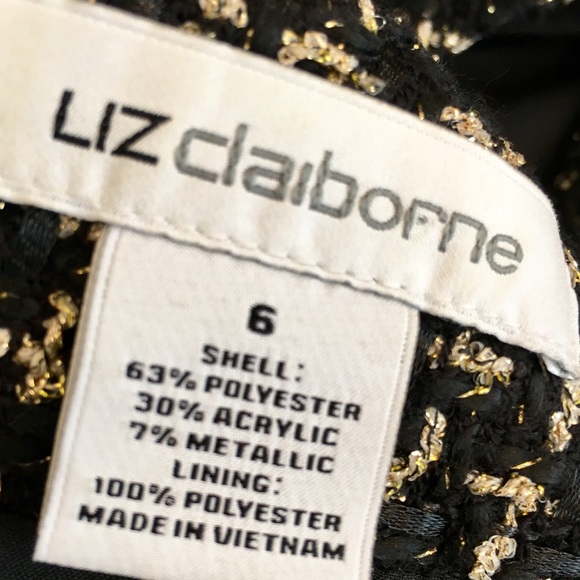 LIZ claiborne
6
SHELL:
63% POLYESTER
30% ACRYLIC
7% METALLIC
LINING:
100% POLYESTER
MADE IN VIETNAM